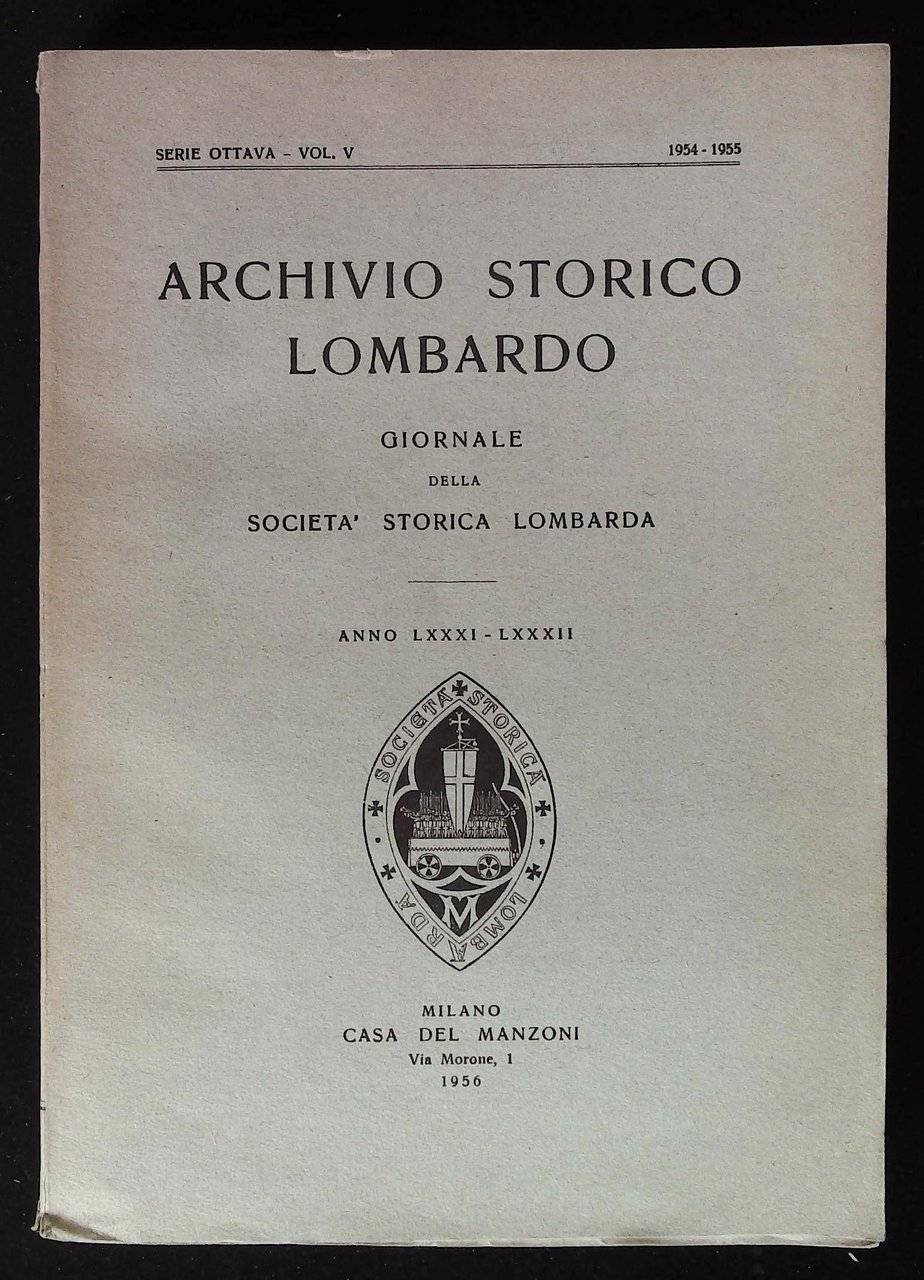 SERIE OTTAVA - VOL. V 1954 - 1955
ARCHIVIO STORICO
LOMBARDO
GIORNALE
DELLA
SOCIETA' STORICA LOMBARDA
ANNO LXXXI - LXXXII
SOCIETÀ STORICA
LOMBARDA
M
MILANO
CASA DEL MANZONI
Via Morone, 1
1956